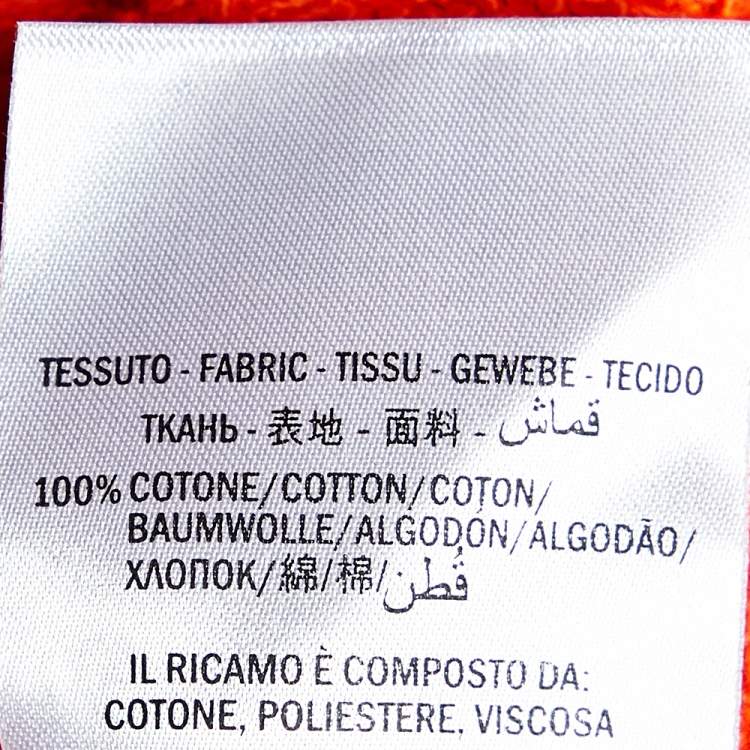 TESSUTO - FABRIC - TISSU - GEWEBE - TECIDO
ТКАНЬ - 表地 - 面料 - قماش
100% COTONE/COTTON/COTON/
BAUMWOLLE/ALGODÓN/ALGODÃO/
ХЛОПОК/綿/棉/قُطن
IL RICAMO È COMPOSTO DA:
COTONE, POLIESTERE, VISCOSA